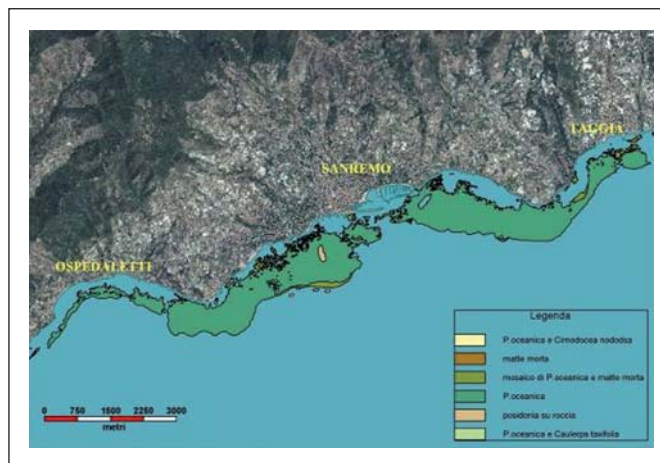 TAGGIA
SANREMO
OSPEDALETTI
Legenda
P.oceanica e Cimodocea nododsa
matte morta
mosaico di P.oceanica e matte morta
P.oceanica
posidonia su roccia
P.oceanica e Caulerpa taxifolia
0 750 1500 2250 3000
metri